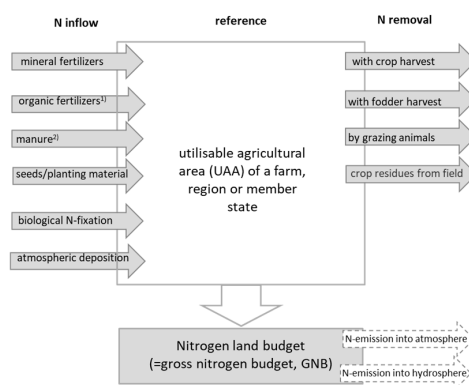 N inflow
reference
N removal
mineral fertilizers
organic fertilizers1)
manure2)
seeds/planting material
biological N-fixation
atmospheric deposition
utilisable agricultural
area (UAA) of a farm,
region or member
state
with crop harvest
with fodder harvest
by grazing animals
crop residues from field
Nitrogen land budget
(=gross nitrogen budget, GNB)
N-emission into atmosphere
N-emission into hydrosphere